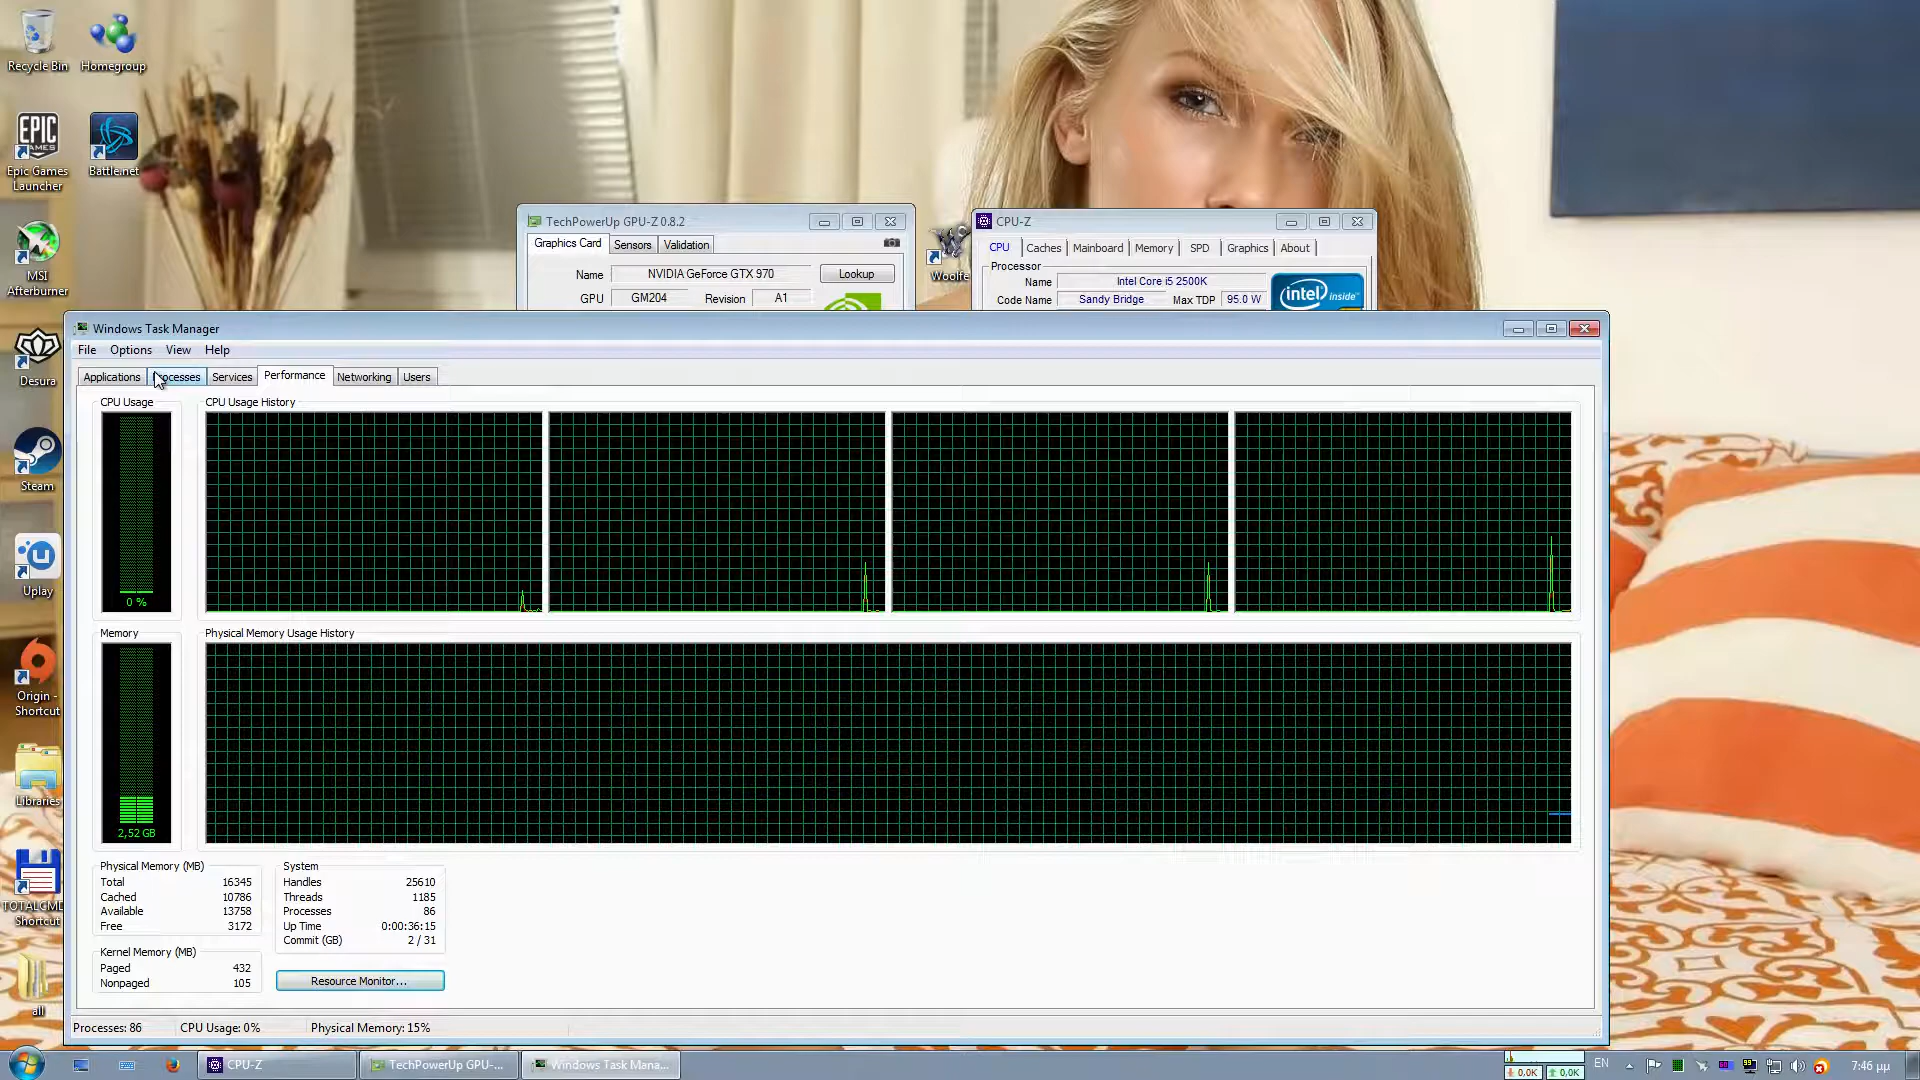 Recycle Bin
Homegroup
EPIC GAMES
Epic Games Launcher
Battle.net
MSI Afterburner
Desura
Steam
Uplay
Origin - Shortcut
Libraries
TOTALCMD Shortcut
all
Woolfe
TechPowerUp GPU-Z 0.8.2
Graphics Card Sensors Validation
Name NVIDIA GeForce GTX 970 Lookup
GPU GM204 Revision A1
CPU-Z
CPU Caches Mainboard Memory SPD Graphics About
Processor
Name Intel Core i5 2500K
Code Name Sandy Bridge Max TDP 95.0 W
intel inside
Windows Task Manager
File Options View Help
Applications Processes Services Performance Networking Users
CPU Usage
CPU Usage History
0 %
Memory
Physical Memory Usage History
2,52 GB
Physical Memory (MB)
Total 16345
Cached 10786
Available 13758
Free 3172
Kernel Memory (MB)
Paged 432
Nonpaged 105
System
Handles 25610
Threads 1185
Processes 86
Up Time 0:00:36:15
Commit (GB) 2 / 31
Resource Monitor...
Processes: 86 CPU Usage: 0% Physical Memory: 15%
CPU-Z
TechPowerUp GPU-...
Windows Task Mana...
0,0K 0,0K
EN
7:46 μμ